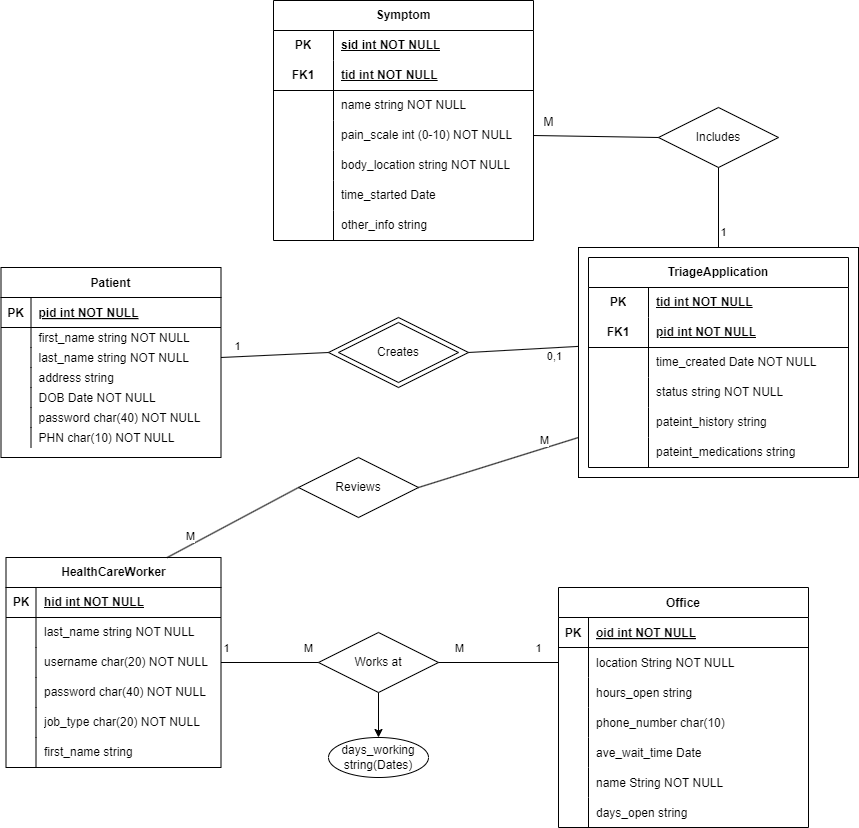 Symptom
PK sid int NOT NULL
FK1 tid int NOT NULL
name string NOT NULL
pain_scale int (0-10) NOT NULL
body_location string NOT NULL
time_started Date
other_info string
M
Includes
1
Patient
PK pid int NOT NULL
first_name string NOT NULL
last_name string NOT NULL
address string
DOB Date NOT NULL
password char(40) NOT NULL
PHN char(10) NOT NULL
1
Creates
0,1
TriageApplication
PK tid int NOT NULL
FK1 pid int NOT NULL
time_created Date NOT NULL
status string NOT NULL
pateint_history string
pateint_medications string
M
Reviews
M
HealthCareWorker
PK hid int NOT NULL
last_name string NOT NULL
username char(20) NOT NULL
password char(40) NOT NULL
job_type char(20) NOT NULL
first_name string
1
M
Works at
M
1
days_working
string(Dates)
Office
PK oid int NOT NULL
location String NOT NULL
hours_open string
phone_number char(10)
ave_wait_time Date
name String NOT NULL
days_open string